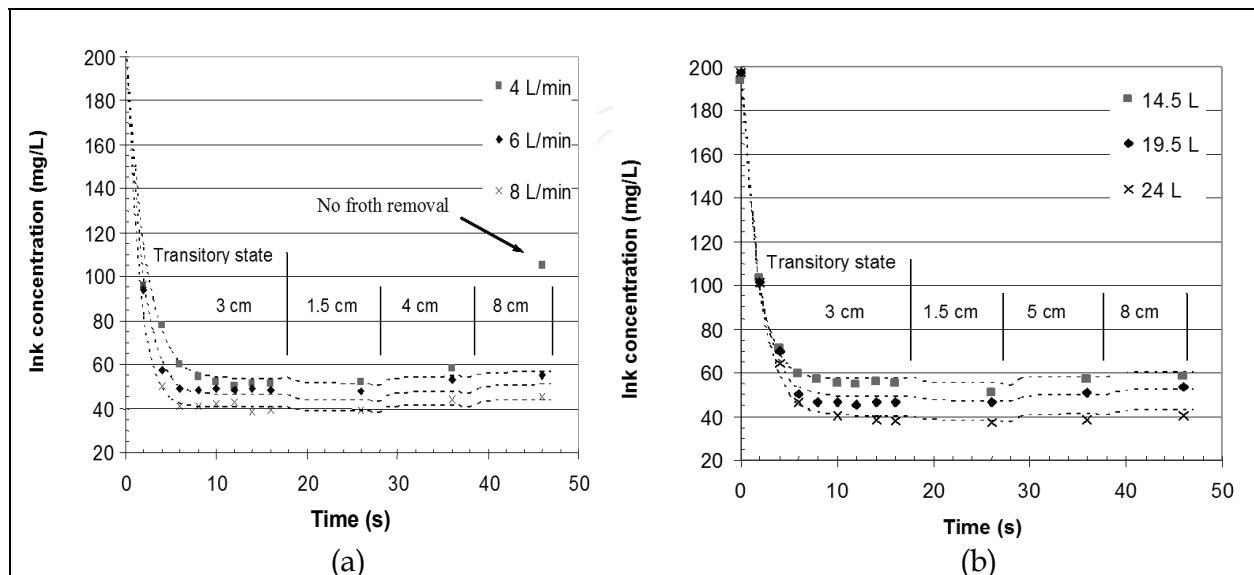 200
180
160
140
120
100
80
60
40
20
0 10 20 30 40 50
Ink concentration (mg/L)
Time (s)
4 L/min
6 L/min
8 L/min
No froth removal
Transitory state
3 cm 1.5 cm 4 cm 8 cm
(a)
200
180
160
140
120
100
80
60
40
20
0 10 20 30 40 50
Ink concentration (mg/L)
Time (s)
14.5 L
19.5 L
24 L
Transitory state
3 cm 1.5 cm 5 cm 8 cm
(b)